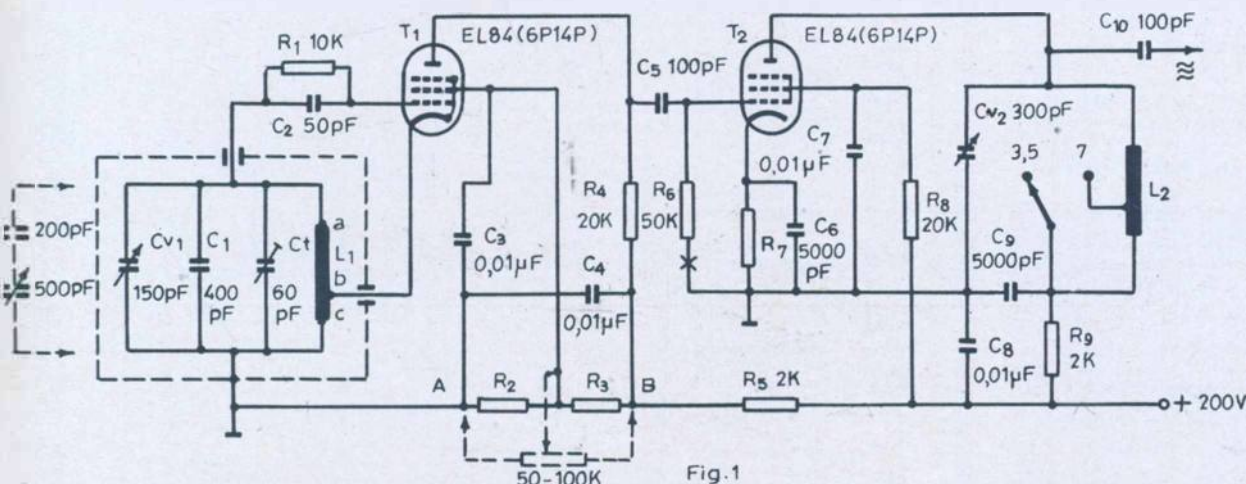 R1 10K
C2 50pF
T1
EL84(6P14P)
C5 100pF
T2
EL84(6P14P)
C10 100pF
200pF
500pF
Cv1
150pF
C1
400
pF
Ct
60
pF
a
L1
b
c
C3
0,01μF
C4
0,01μF
R4
20K
R6
50K
R7
C6
5000
pF
C7
0,01μF
R8
20K
Cv2 300pF
3,5
7
L2
C9
5000pF
C8
0,01μF
R9
2K
A
R2
R3
B
R5 2K
+ 200V
50-100K
Fig.1